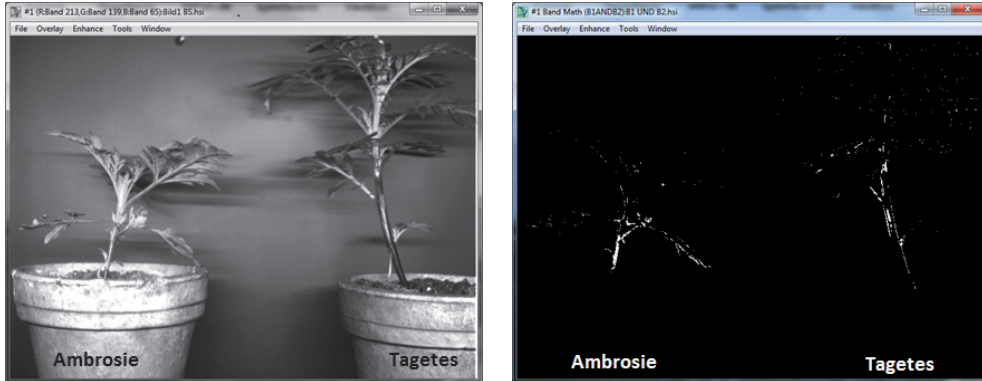 #1 (R:Band 213,G:Band 139,B:Band 65):Bild1 BS.hsi
File Overlay Enhance Tools Window
Ambrosie
Tagetes
#1 Band Math (B1ANDB2):B1 UND B2.hsi
File Overlay Enhance Tools Window
Ambrosie
Tagetes